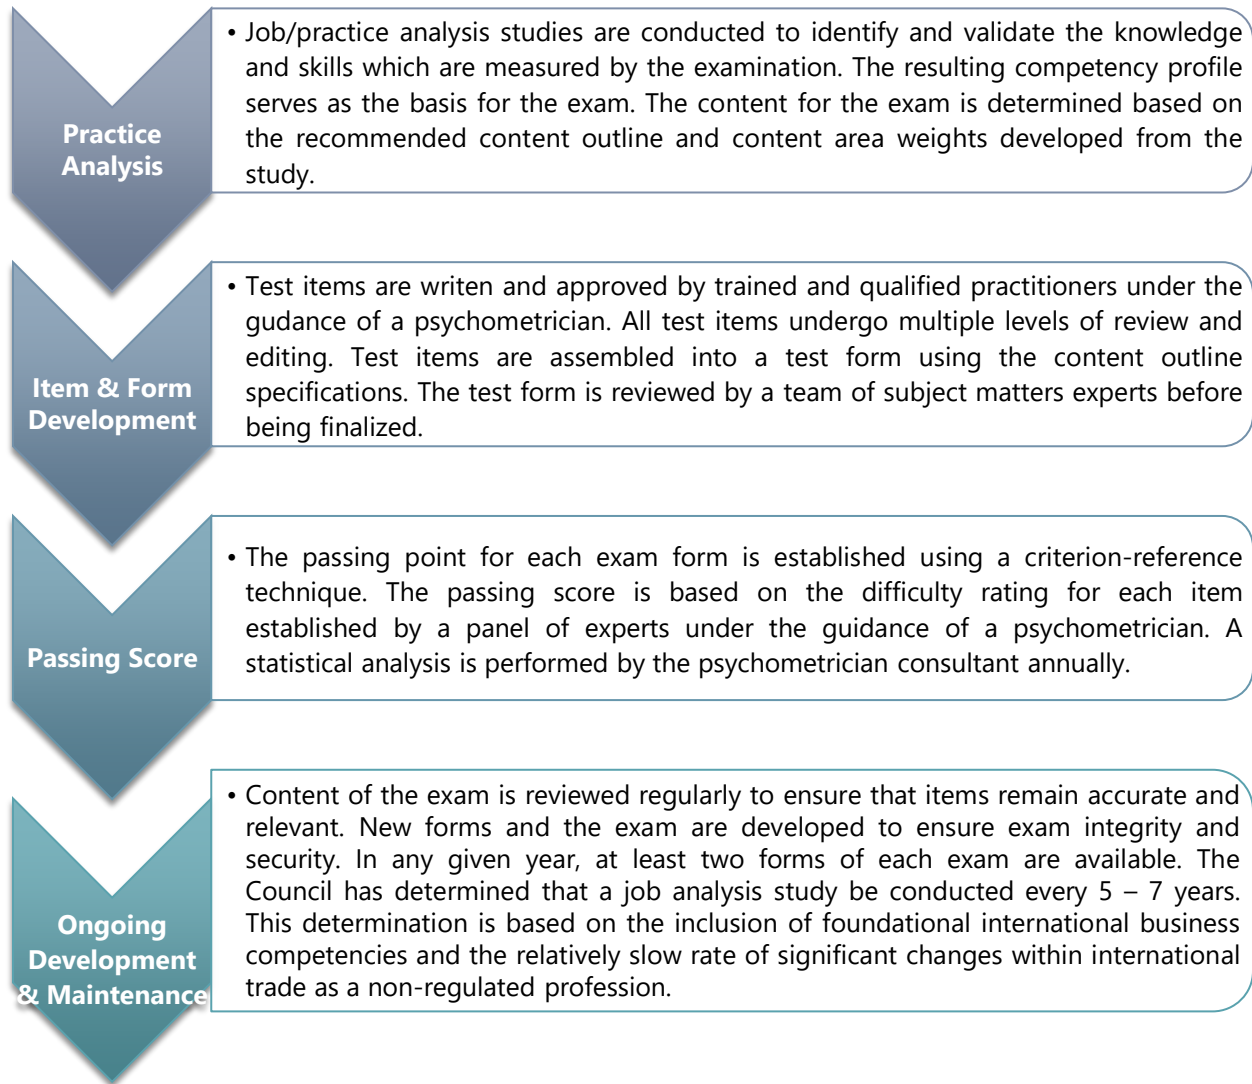 Practice
Analysis
• Job/practice analysis studies are conducted to identify and validate the knowledge
and skills which are measured by the examination. The resulting competency profile
serves as the basis for the exam. The content for the exam is determined based on
the recommended content outline and content area weights developed from the
study.
Item & Form
Development
• Test items are writen and approved by trained and qualified practitioners under the
gudance of a psychometrician. All test items undergo multiple levels of review and
editing. Test items are assembled into a test form using the content outline
specifications. The test form is reviewed by a team of subject matters experts before
being finalized.
Passing Score
• The passing point for each exam form is established using a criterion-reference
technique. The passing score is based on the difficulty rating for each item
established by a panel of experts under the guidance of a psychometrician. A
statistical analysis is performed by the psychometrician consultant annually.
Ongoing
Development
& Maintenance
• Content of the exam is reviewed regularly to ensure that items remain accurate and
relevant. New forms and the exam are developed to ensure exam integrity and
security. In any given year, at least two forms of each exam are available. The
Council has determined that a job analysis study be conducted every 5 – 7 years.
This determination is based on the inclusion of foundational international business
competencies and the relatively slow rate of significant changes within international
trade as a non-regulated profession.